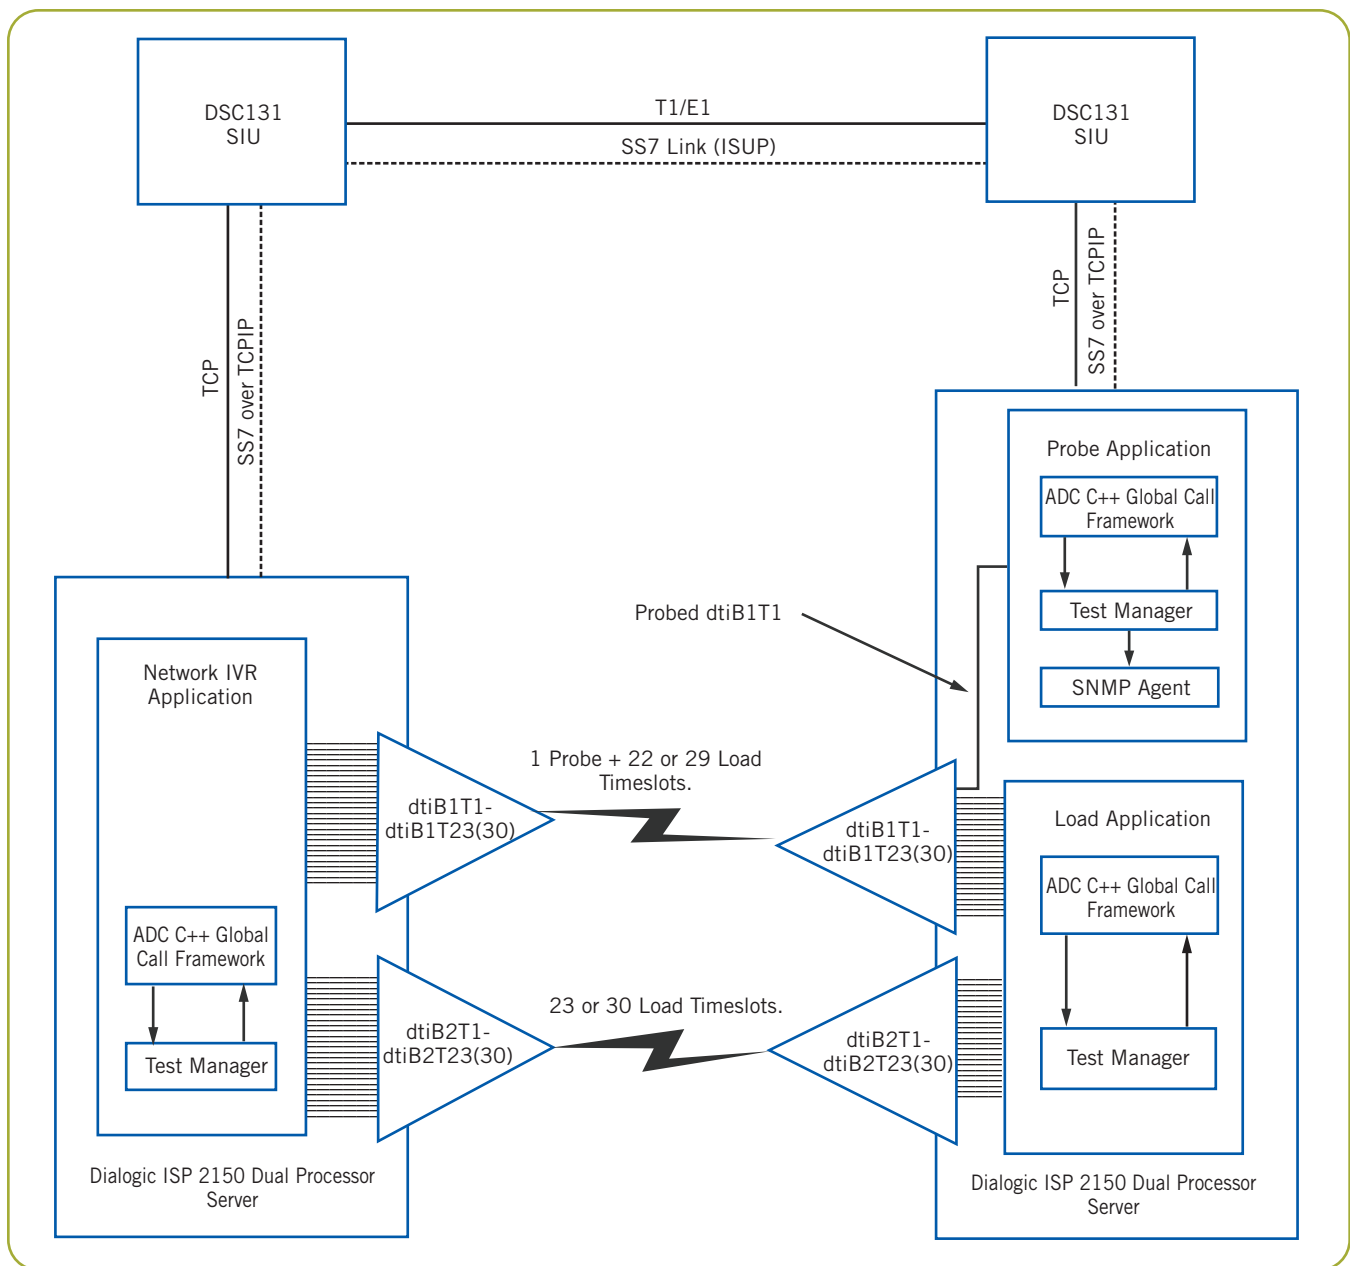 DSC131
SIU
T1/E1
SS7 Link (ISUP)
DSC131
SIU
TCP
SS7 over TCPIP
TCP
SS7 over TCPIP
Probe Application
ADC C++ Global Call
Framework
Test Manager
SNMP Agent
Probed dtiB1T1
Network IVR
Application
1 Probe + 22 or 29 Load
Timeslots.
dtiB1T1-
dtiB1T23(30)
dtiB1T1-
dtiB1T23(30)
Load Application
ADC C++ Global Call
Framework
Test Manager
ADC C++ Global
Call Framework
Test Manager
23 or 30 Load Timeslots.
dtiB2T1-
dtiB2T23(30)
dtiB2T1-
dtiB2T23(30)
Dialogic ISP 2150 Dual Processor
Server
Dialogic ISP 2150 Dual Processor
Server